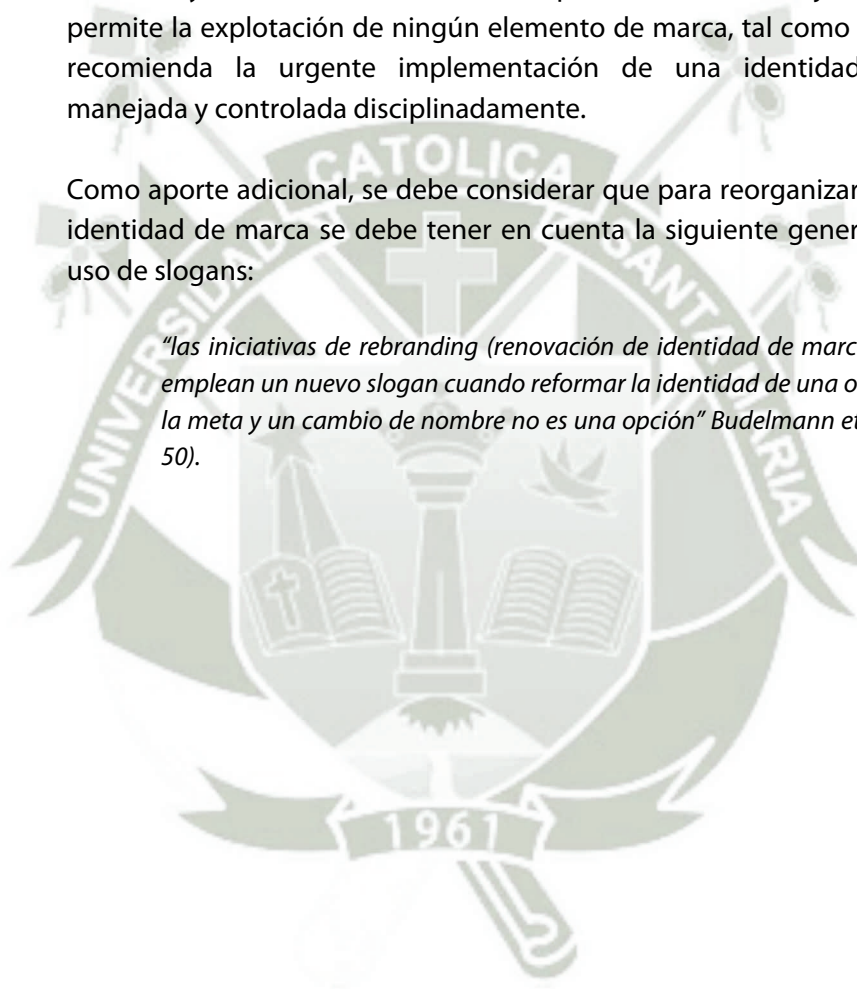 permite la explotación de ningún elemento de marca, tal como
recomienda la urgente implementación de una identidad
manejada y controlada disciplinadamente.
Como aporte adicional, se debe considerar que para reorganizar
identidad de marca se debe tener en cuenta la siguiente gener
uso de slogans:
“las iniciativas de rebranding (renovación de identidad de marc
emplean un nuevo slogan cuando reformar la identidad de una o
la meta y un cambio de nombre no es una opción” Budelmann et
50).
UNIVERSIDAD CATOLICA SANTA MARIA
1961